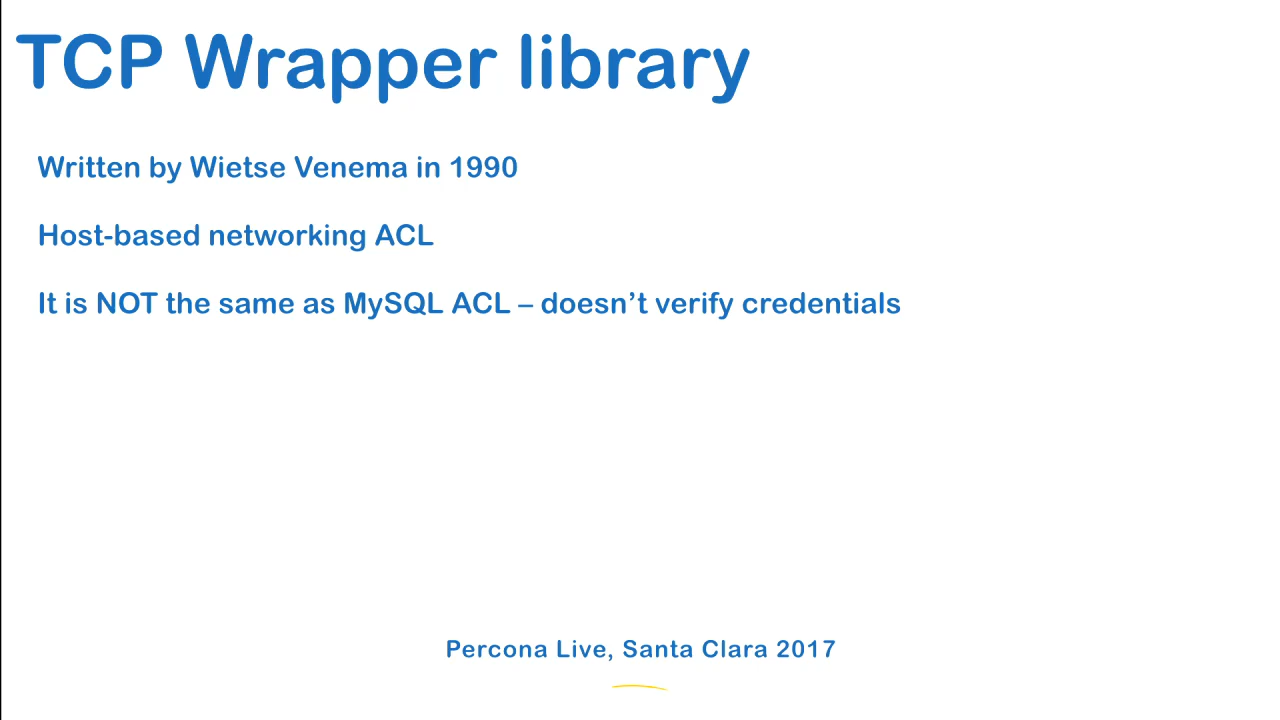 TCP Wrapper library
Written by Wietse Venema in 1990
Host-based networking ACL
It is NOT the same as MySQL ACL – doesn’t verify credentials
Percona Live, Santa Clara 2017